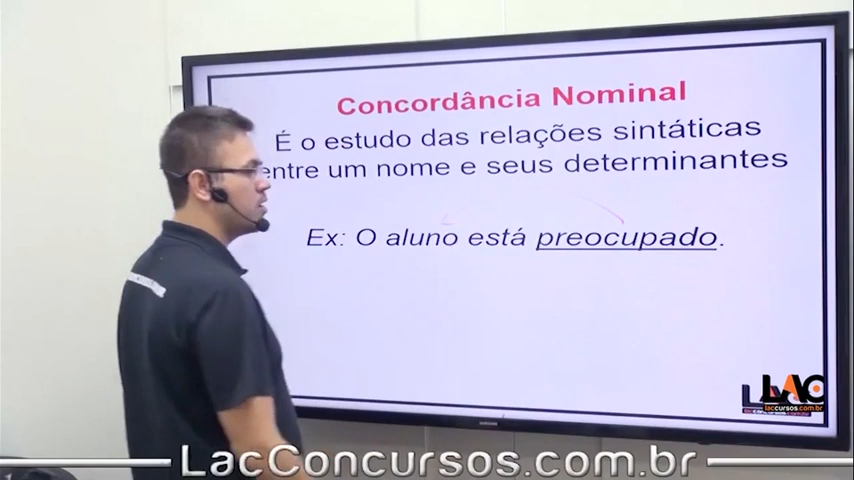 Concordância Nominal
É o estudo das relações sintáticas
entre um nome e seus determinantes
Ex: O aluno está preocupado.
LAC
laccursos.com.br
LacConcursos.com.br